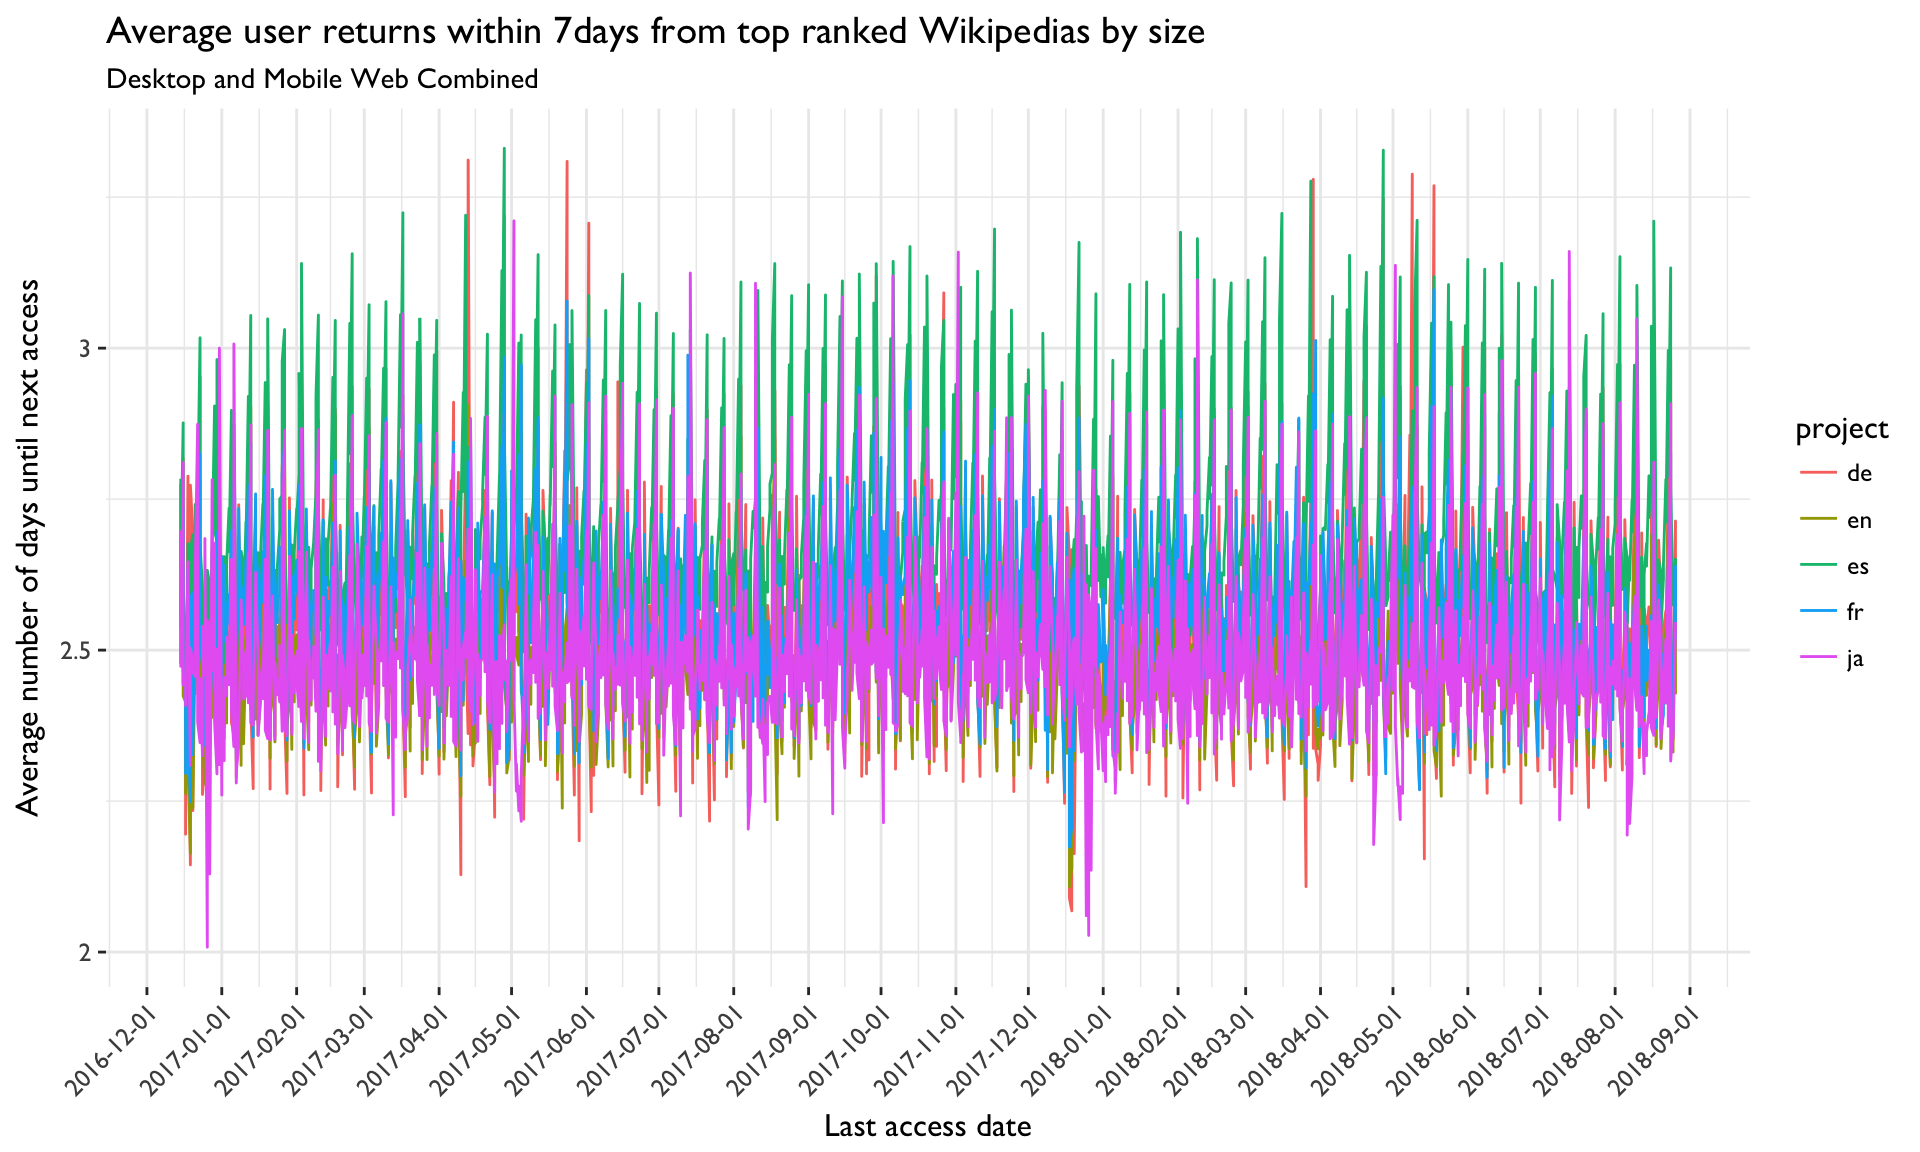 Average user returns within 7days from top ranked Wikipedias by size
Desktop and Mobile Web Combined
Average number of days until next access
3
2.5
2
2016-12-01
2017-01-01
2017-02-01
2017-03-01
2017-04-01
2017-05-01
2017-06-01
2017-07-01
2017-08-01
2017-09-01
2017-10-01
2017-11-01
2017-12-01
2018-01-01
2018-02-01
2018-03-01
2018-04-01
2018-05-01
2018-06-01
2018-07-01
2018-08-01
2018-09-01
Last access date
project
de
en
es
fr
ja